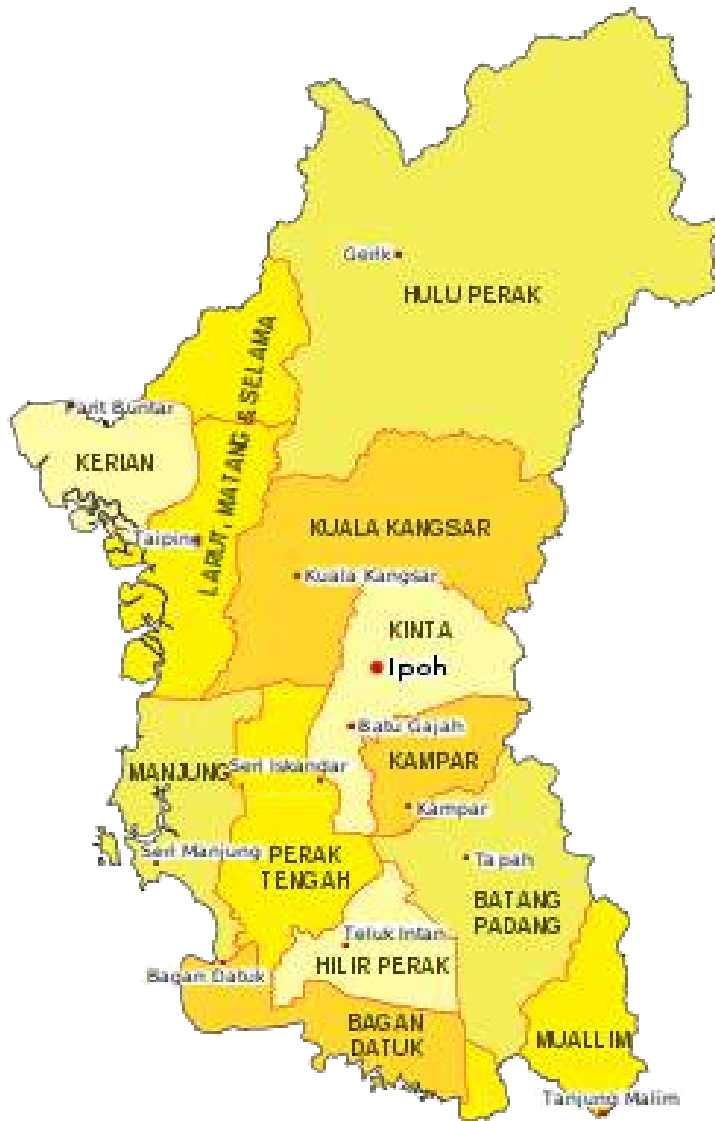 Gerik
HULU PERAK
Parit Buntar
KERIAN
LARUT, MATANG & SELAMA
Taiping
KUALA KANGSAR
Kuala Kangsar
KINTA
Ipoh
Batu Gajah
KAMPAR
Kampar
MANJUNG
Seri Iskandar
Seri Manjung
PERAK
TENGAH
Tapah
BATANG
PADANG
Teluk Intan
HILIR PERAK
Bagan Datuk
BAGAN
DATUK
MUALLIM
Tanjung Malim